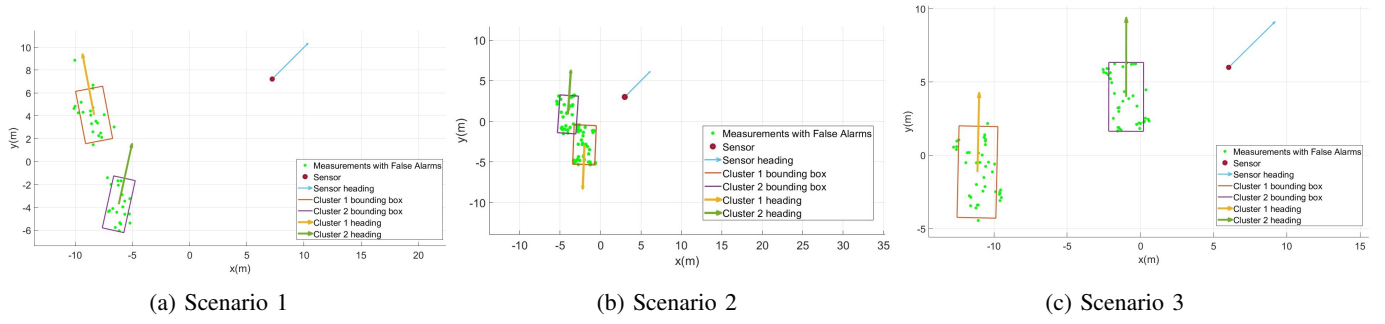 10
8
6
4
2
0
-2
-4
-6
y(m)
-10
-5
0
5
10
15
20
x(m)
Measurements with False Alarms
Sensor
Sensor heading
Cluster 1 bounding box
Cluster 2 bounding box
Cluster 1 heading
Cluster 2 heading
(a) Scenario 1
10
5
0
-5
-10
y(m)
-10
-5
0
5
10
15
20
25
30
35
x(m)
Measurements with False Alarms
Sensor
Sensor heading
Cluster 1 bounding box
Cluster 2 bounding box
Cluster 1 heading
Cluster 2 heading
(b) Scenario 2
10
5
0
-5
y(m)
-10
-5
0
5
10
15
x(m)
Measurements with False Alarms
Sensor
Sensor heading
Cluster 1 bounding box
Cluster 2 bounding box
Cluster 1 heading
Cluster 2 heading
(c) Scenario 3